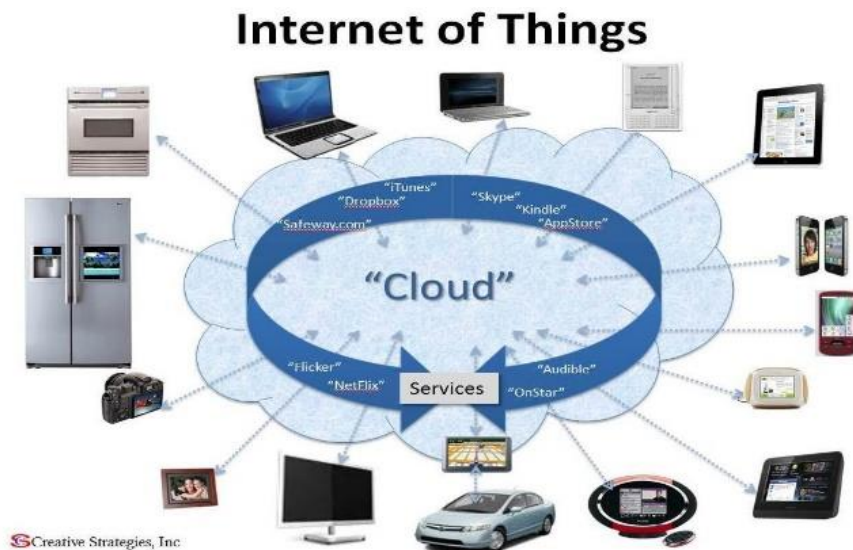 Internet of Things
"iTunes"
"Dropbox"
"Safeway.com"
"Skype"
"Kindle"
"AppStore"
"Cloud"
"Flicker"
"NetFlix"
Services
"Audible"
"OnStar"
Creative Strategies, Inc